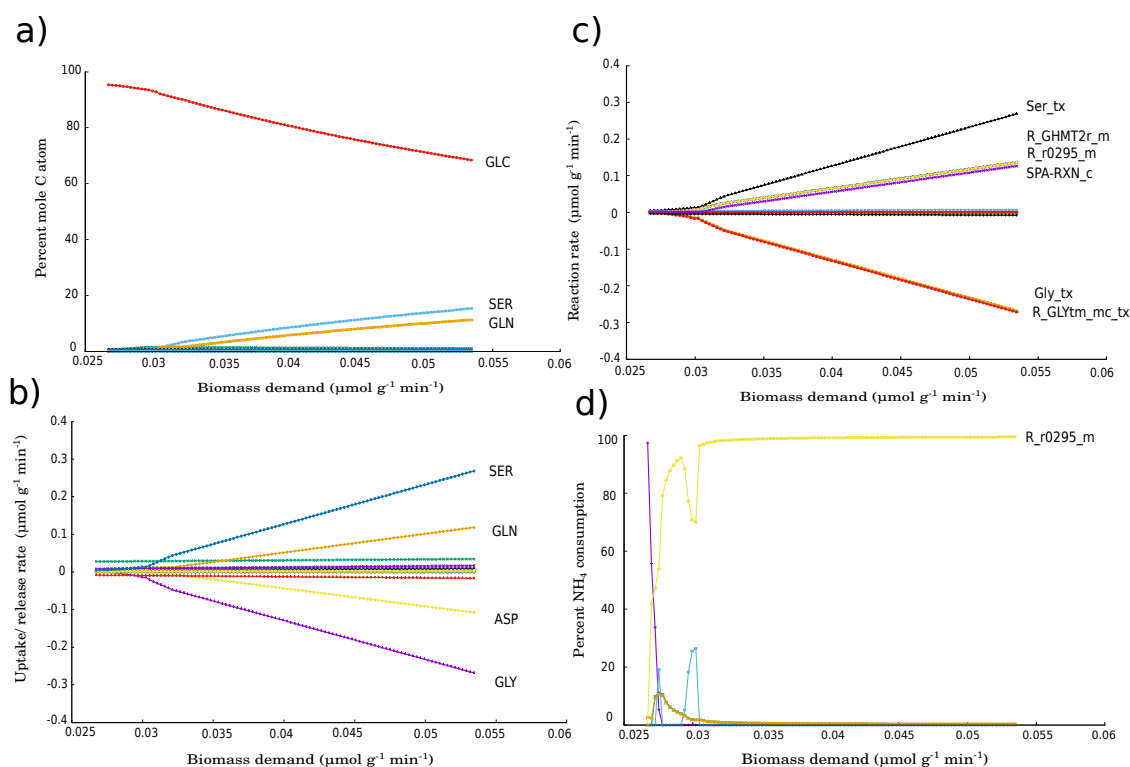 a)
Percent mole C atom
100
80
60
40
20
0
0.025
0.03
0.035
0.04
0.045
0.05
0.055
0.06
GLC
SER
GLN
Biomass demand (μmol g⁻¹ min⁻¹)
b)
Uptake/ release rate (μmol g⁻¹ min⁻¹)
0.4
0.3
0.2
0.1
0
-0.1
-0.2
-0.3
-0.4
0.025
0.03
0.035
0.04
0.045
0.05
0.055
0.06
SER
GLN
ASP
GLY
Biomass demand (μmol g⁻¹ min⁻¹)
c)
Reaction rate (μmol g⁻¹ min⁻¹)
0.4
0.3
0.2
0.1
0
-0.1
-0.2
-0.3
-0.4
0.025
0.03
0.035
0.04
0.045
0.05
0.055
0.06
Ser_tx
R_GHMT2r_m
R_r0295_m
SPA-RXN_c
Gly_tx
R_GLYtm_mc_tx
Biomass demand (μmol g⁻¹ min⁻¹)
d)
Percent NH₄ consumption
100
80
60
40
20
0
0.025
0.03
0.035
0.04
0.045
0.05
0.055
0.06
R_r0295_m
Biomass demand (μmol g⁻¹ min⁻¹)